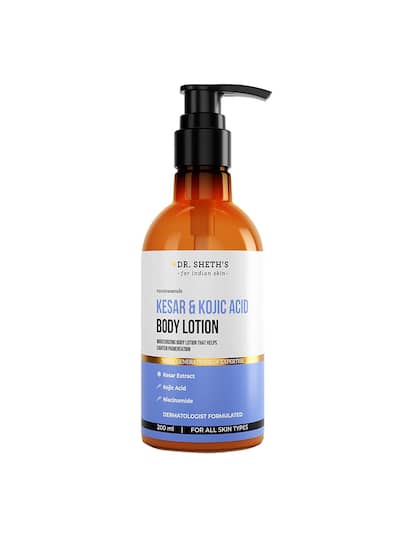 DR. SHETH'S
-for indian skin-
KESAR & KOJIC ACID
BODY LOTION
MOISTURIZING BODY LOTION THAT HELPS
LIGHTEN PIGMENTATION
EXPERTISE
Kesar Extract
Kojic Acid
Niacinamide
DERMATOLOGIST FORMULATED
200 ml | FOR ALL SKIN TYPES